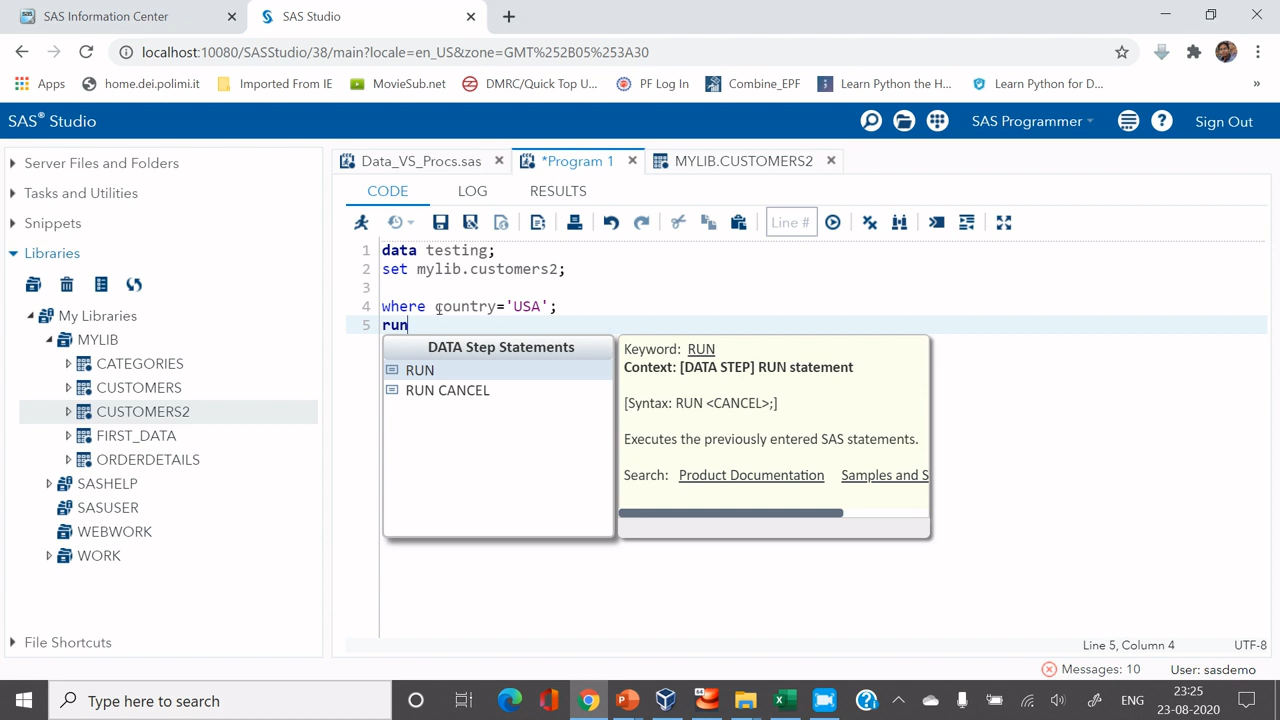 SAS Information Center
SAS Studio
localhost:10080/SASStudio/38/main?locale=en_US&zone=GMT%252B05%253A30
Apps
home.dei.polimi.it
Imported From IE
MovieSub.net
DMRC/Quick Top U...
PF Log In
Combine_EPF
Learn Python the H...
Learn Python for D...
»
SAS® Studio
SAS Programmer
Sign Out
Server Files and Folders
Tasks and Utilities
Snippets
Libraries
My Libraries
MYLIB
CATEGORIES
CUSTOMERS
CUSTOMERS2
FIRST_DATA
ORDERDETAILS
SASHELP
SASUSER
WEBWORK
WORK
File Shortcuts
Data_VS_Procs.sas
*Program 1
MYLIB.CUSTOMERS2
CODE
LOG
RESULTS
Line #
1 data testing;
2 set mylib.customers2;
3
4 where country='USA';
5 run
DATA Step Statements
RUN
RUN CANCEL
Keyword: RUN
Context: [DATA STEP] RUN statement
[Syntax: RUN <CANCEL>;]
Executes the previously entered SAS statements.
Search: Product Documentation Samples and S
Line 5, Column 4
UTF-8
Messages: 10
User: sasdemo
Type here to search
ENG
23:25
23-08-2020